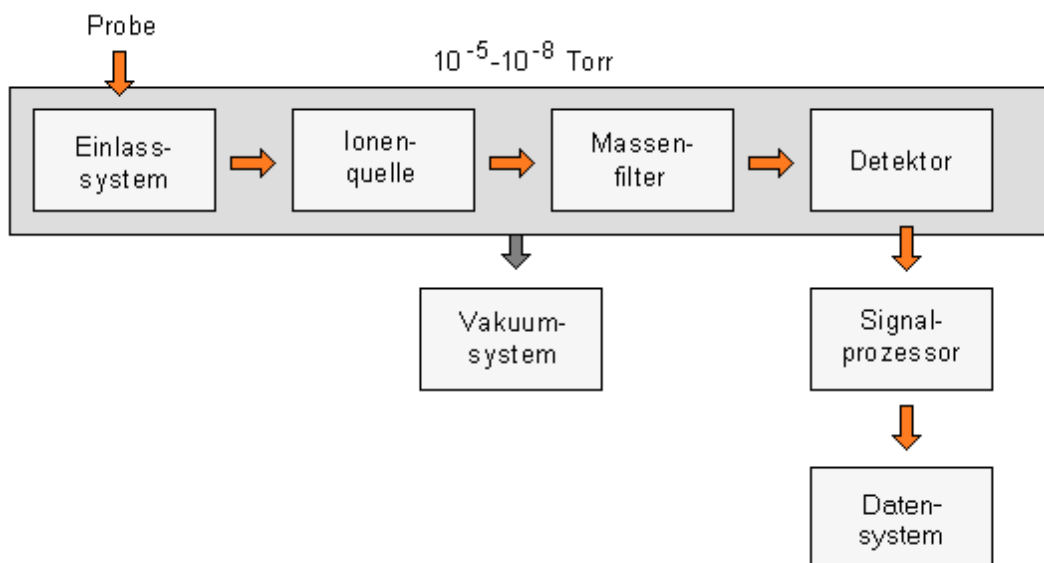 Probe
10⁻⁵-10⁻⁸ Torr
Einlass-
system
Ionen-
quelle
Massen-
filter
Detektor
Vakuum-
system
Signal-
prozessor
Daten-
system